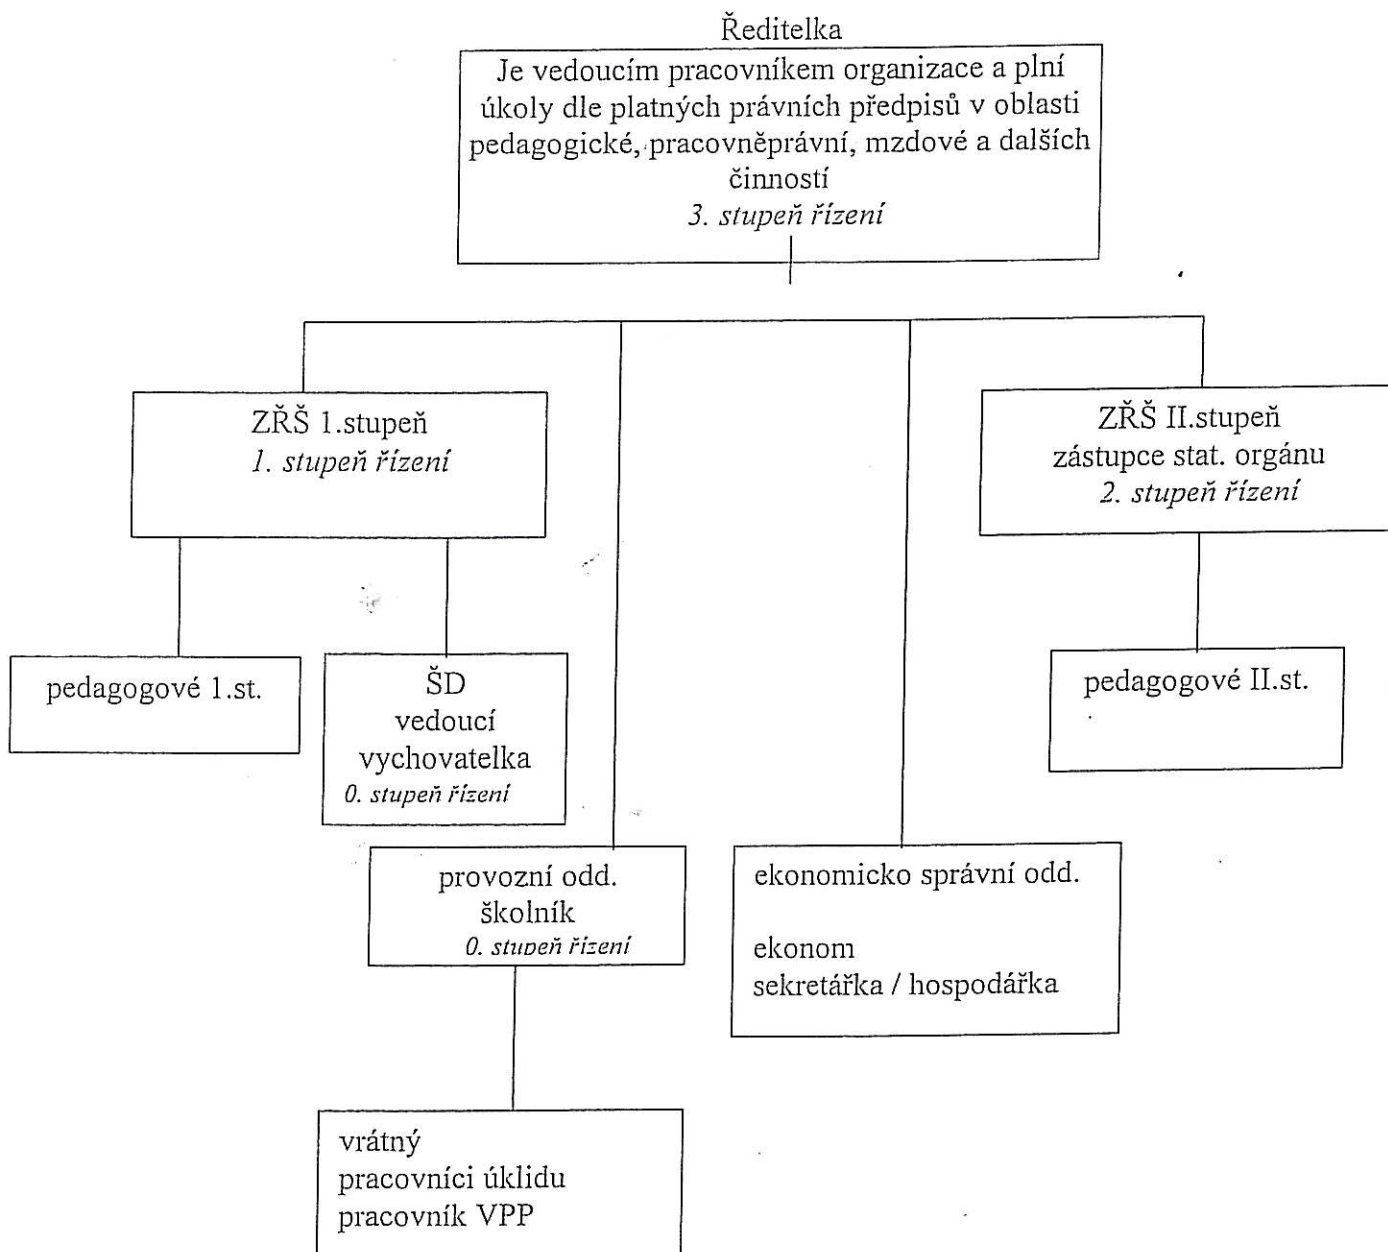 Ředitelka
Je vedoucím pracovníkem organizace a plní
úkoly dle platných právních předpisů v oblasti
pedagogické, pracovněprávní, mzdové a dalších
činností
3. stupeň řízení
ZŘŠ 1.stupeň
1. stupeň řízení
ZŘŠ II.stupeň
zástupce stat. orgánu
2. stupeň řízení
pedagogové 1.st.
ŠD
vedoucí
vychovatelka
0. stupeň řízení
pedagogové II.st.
provozní odd.
školník
0. stupeň řízení
ekonomicko správní odd.
ekonom
sekretářka / hospodářka
vrátný
pracovníci úklidu
pracovník VPP